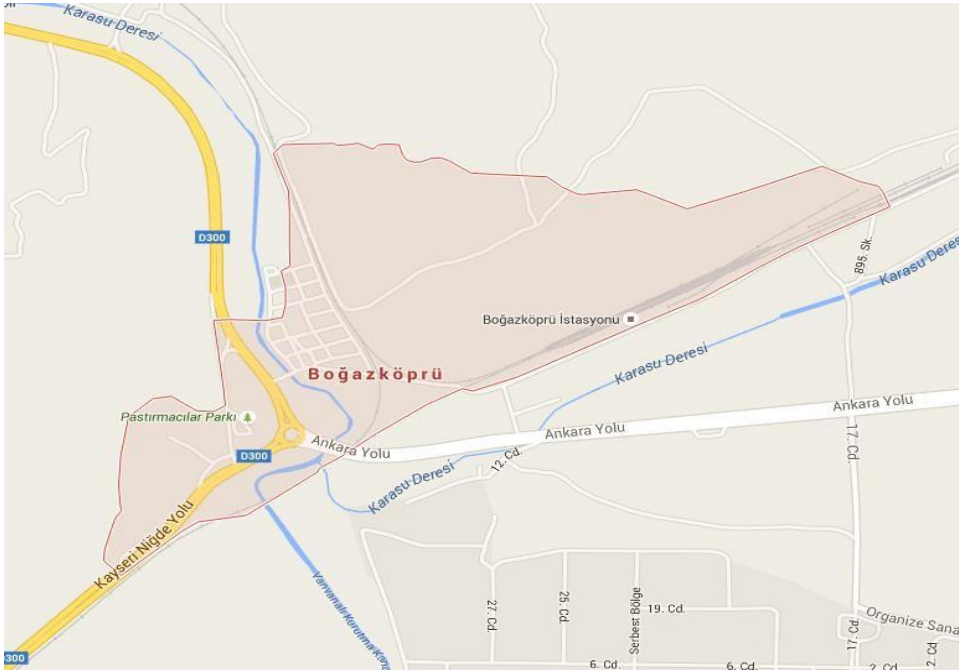 Karasu Deresi
D300
895. Sk.
Karasu Deresi
Boğazköprü İstasyonu
Karasu Deresi
Boğazköprü
Pastırmacılar Parkı
Ankara Yolu
Ankara Yolu
Ankara Yolu
D300
17. Cd.
12. Cd.
Karasu Deresi
Kayseri Niğde Yolu
27. Cd.
25. Cd.
Serbest Bölge
19. Cd.
Organize Sana
17. Cd.
2. Cd
300
6. Cd.
6. Cd.
2. Cd